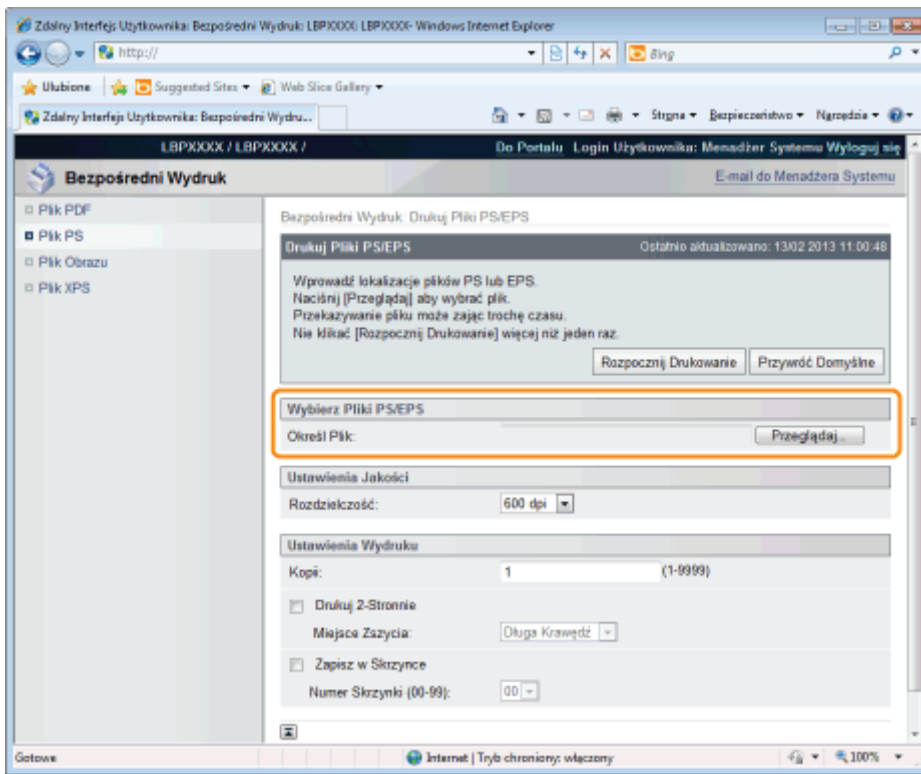 Zdalny Interfejs Użytkownika: Bezpośredni Wydruk: LBPXXXX: LBPXXXX- Windows Internet Explorer
http://
Bing
Ulubione Suggested Sites Web Slice Gallery
Zdalny Interfejs Użytkownika: Bezpośredni Wydru...
Strona Bezpieczeństwo Narzędzia
LBPXXXX / LBPXXXX /
Do Portalu Login Użytkownika: Menadżer Systemu Wyloguj się
Bezpośredni Wydruk
E-mail do Menadżera Systemu
Plik PDF
Plik PS
Plik Obrazu
Plik XPS
Bezpośredni Wydruk: Drukuj Pliki PS/EPS
Drukuj Pliki PS/EPS
Ostatnio aktualizowano: 13/02 2013 11:00:48
Wprowadź lokalizacje plików PS lub EPS.
Naciśnij [Przeglądaj] aby wybrać plik.
Przekazywanie pliku może zając trochę czasu.
Nie klikać [Rozpocznij Drukowanie] więcej niż jeden raz.
Rozpocznij Drukowanie
Przywróć Domyślne
Wybierz Pliki PS/EPS
Określ Plik:
Przeglądaj...
Ustawienia Jakości
Rozdzielczość:
600 dpi
Ustawienia Wydruku
Kopii:
1
(1-9999)
Drukuj 2-Stronnie
Miejsce Zszycia:
Długa Krawędź
Zapisz w Skrzynce
Numer Skrzynki (00-99):
00
Gotowe
Internet | Tryb chroniony: włączony
100%